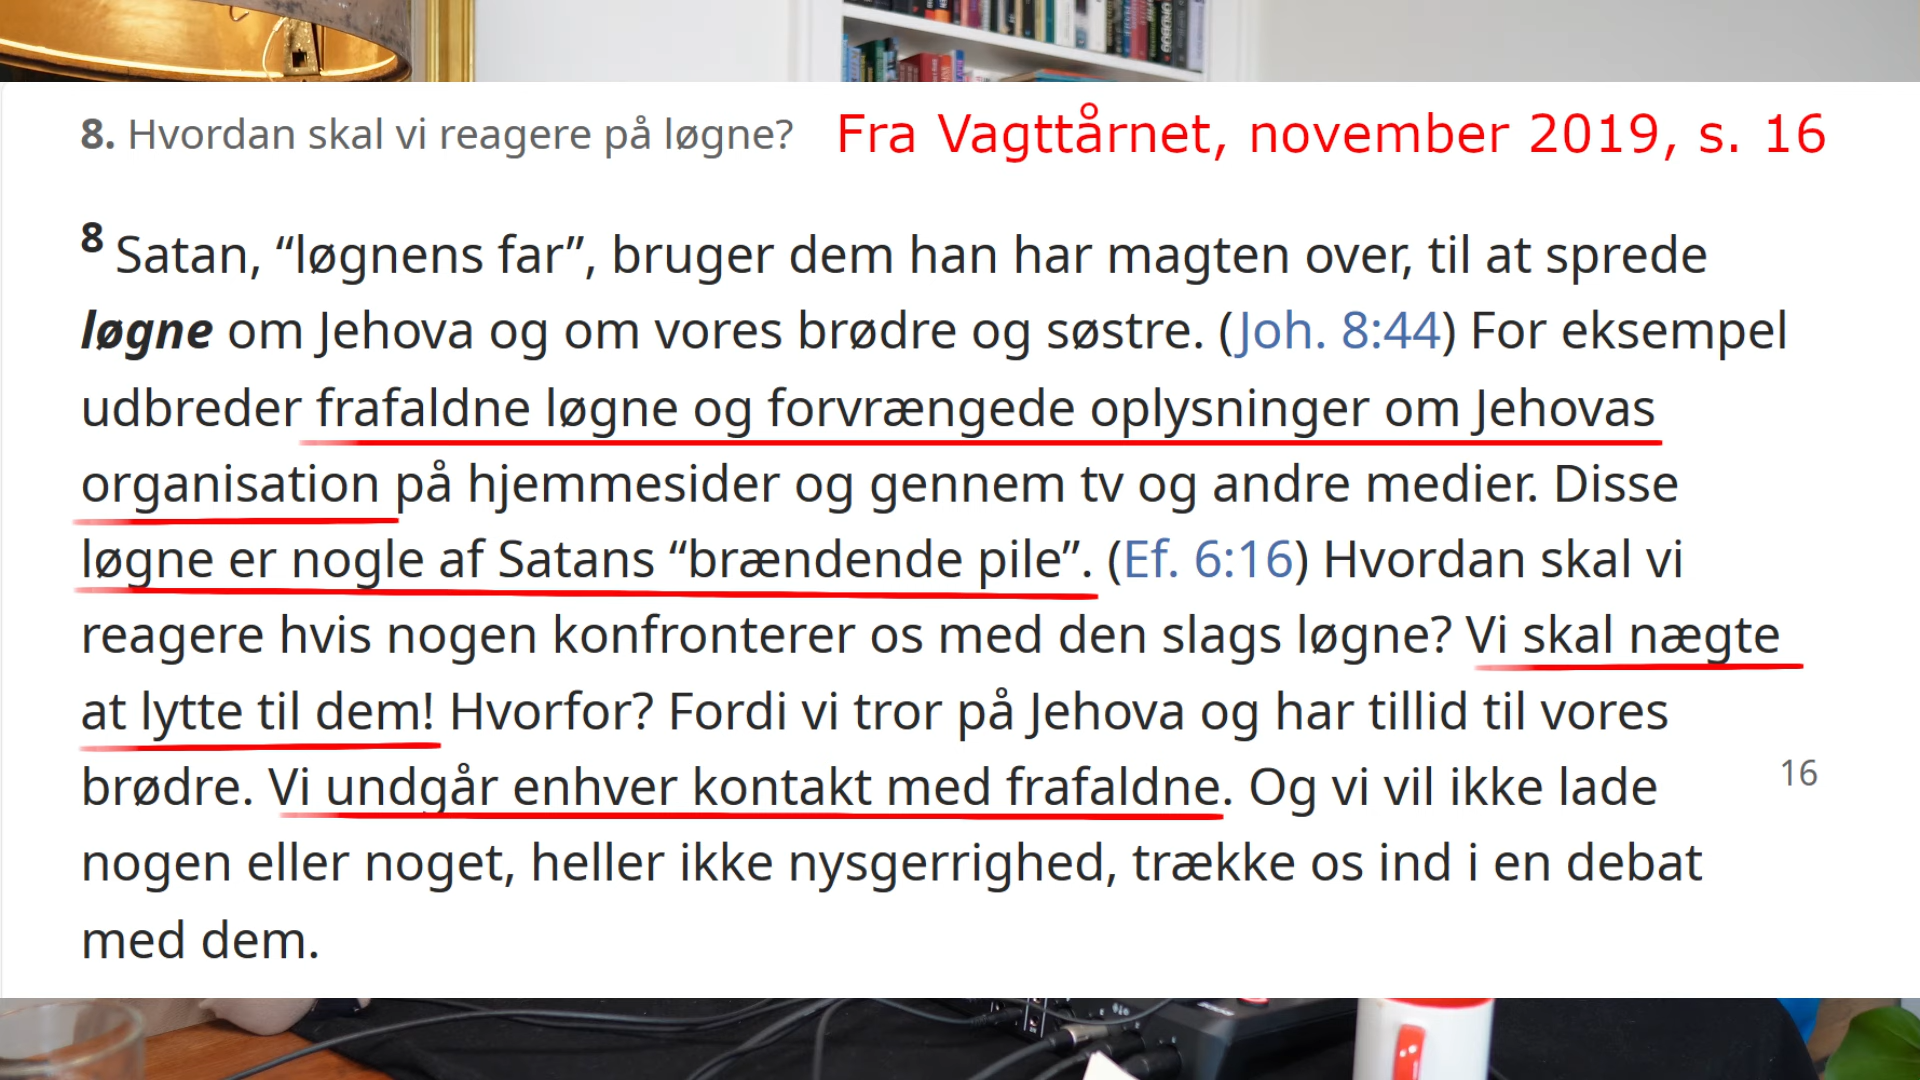 8. Hvordan skal vi reagere på løgne?
Fra Vagttårnet, november 2019, s. 16
8 Satan, “løgnens far”, bruger dem han har magten over, til at sprede
løgne om Jehova og om vores brødre og søstre. (Joh. 8:44) For eksempel
udbreder frafaldne løgne og forvrængede oplysninger om Jehovas
organisation på hjemmesider og gennem tv og andre medier. Disse
løgne er nogle af Satans “brændende pile”. (Ef. 6:16) Hvordan skal vi
reagere hvis nogen konfronterer os med den slags løgne? Vi skal nægte
at lytte til dem! Hvorfor? Fordi vi tror på Jehova og har tillid til vores
brødre. Vi undgår enhver kontakt med frafaldne. Og vi vil ikke lade
16
nogen eller noget, heller ikke nysgerrighed, trække os ind i en debat
med dem.